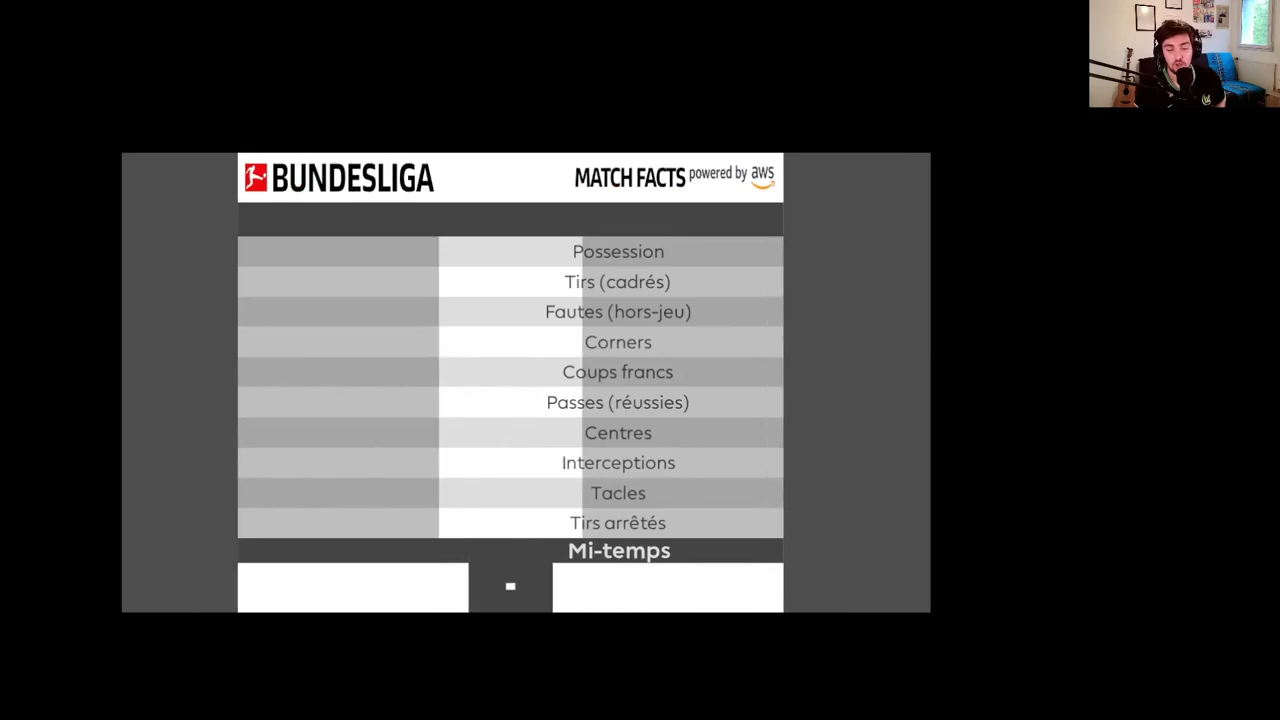 BUNDESLIGA
MATCH FACTS powered by aws
Possession
Tirs (cadrés)
Fautes (hors-jeu)
Corners
Coups francs
Passes (réussies)
Centres
Interceptions
Tacles
Tirs arrêtés
Mi-temps
-